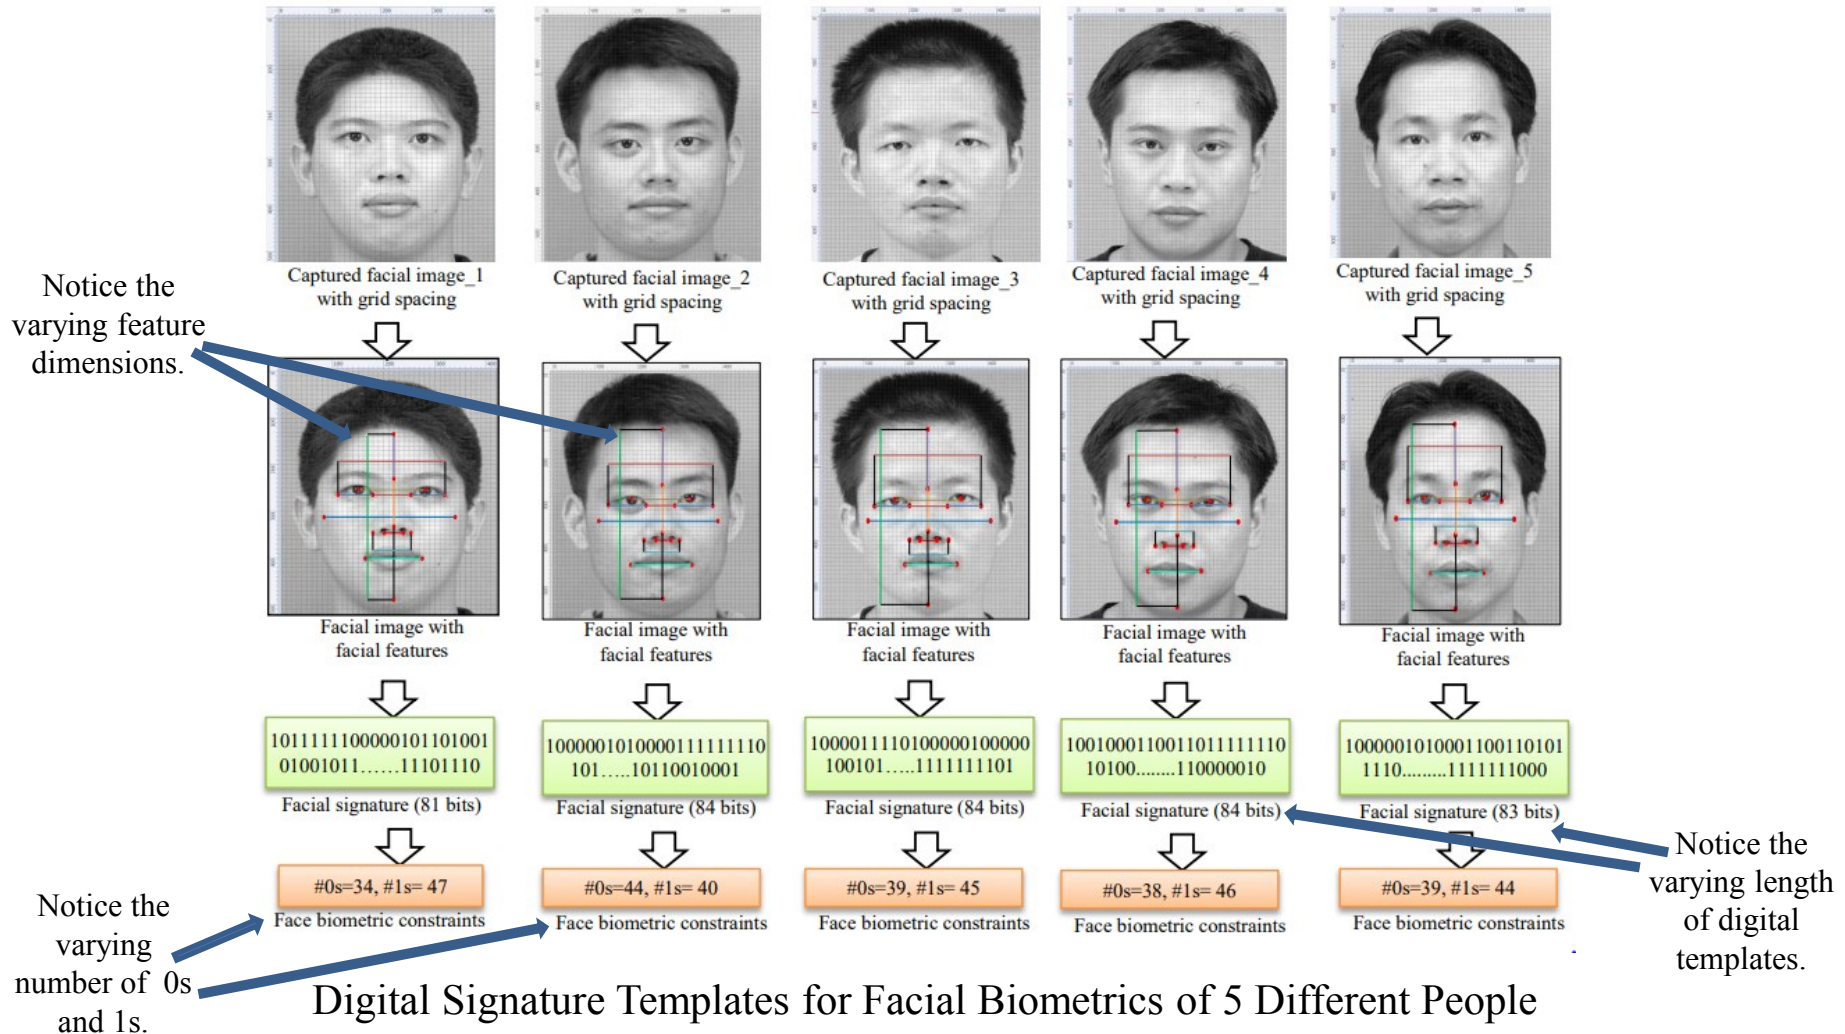 Captured facial image_1
with grid spacing
Captured facial image_2
with grid spacing
Captured facial image_3
with grid spacing
Captured facial image_4
with grid spacing
Captured facial image_5
with grid spacing
Notice the
varying feature
dimensions.
Facial image with
facial features
Facial image with
facial features
Facial image with
facial features
Facial image with
facial features
Facial image with
facial features
1011111100000101101001
01001011......11101110
10000010100001111111110
101.....10110010001
1000011110100000100000
100101.....1111111101
10010001100110111111110
10100........110000010
1000001010001100110101
1110.........1111111000
Facial signature (81 bits)
Facial signature (84 bits)
Facial signature (84 bits)
Facial signature (84 bits)
Facial signature (83 bits)
#0s=34, #1s= 47
#0s=44, #1s= 40
#0s=39, #1s= 45
#0s=38, #1s= 46
#0s=39, #1s= 44
Face biometric constraints
Face biometric constraints
Face biometric constraints
Face biometric constraints
Face biometric constraints
Notice the
varying
number of 0s
and 1s.
Notice the
varying length
of digital
templates.
Digital Signature Templates for Facial Biometrics of 5 Different People